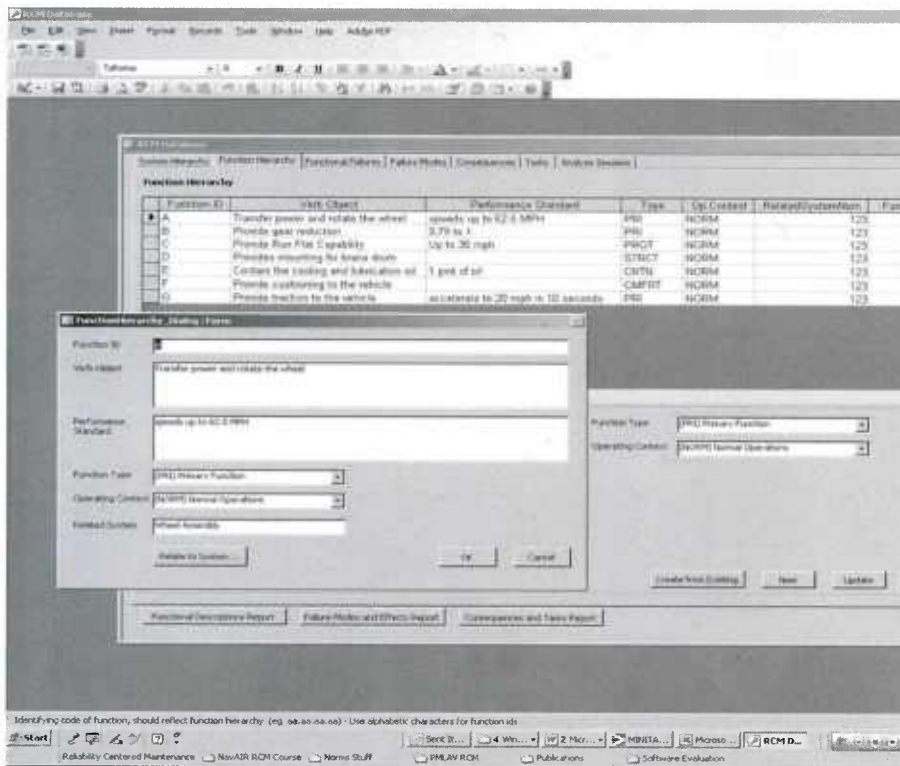 RCM Database
File Edit View Insert Format Records Tools Window Help Adobe PDF
Tahoma 8 B I U
RCM Database
System Hierarchy Function Hierarchy Functional Failures Failure Modes Consequences Tasks Analysis Sessions
Function Hierarchy
Function ID Verb Object Performance Standard Type Op Context RelatedSystemNum
A Transfer power and rotate the wheel speeds up to 62.6 MPH PRI NORM 123
B Provide gear reduction 3.79 to 1 PRI NORM 123
C Provide Run Flat Capability Up to 30 mph PROT NORM 123
D Provides mounting for brake drum STRCT NORM 123
E Contain the cooling and lubrication oil 1 pint of oil CNTN NORM 123
F Provide cushioning to the vehicle CMFRT NORM 123
G Provide traction to the vehicle accelerate to 20 mph in 10 seconds PRI NORM 123
FunctionHierarchy_Dialog : Form
Function ID
Verb Object Transfer power and rotate the wheel
Performance Standard speeds up to 62.6 MPH
Function Type (PRI) Primary Function
Operating Context (NORM) Normal Operations
Related System Wheel Assembly
Relate to System...
OK Cancel
Function Type (PRI) Primary Function
Operating Context (NORM) Normal Operations
Create from Existing New Update
Functional Descriptions Report Failure Modes and Effects Report Consequences and Tasks Report
Identifying code of function, should reflect function hierarchy (eg. aa.aa.aa.aa) - Use alphabetic characters for function ids
Start Sent It... 4 Win... 2 Micr... MINITA... Microso... RCM D...
Reliability Centered Maintenance NavAIR RCM Course Norms Stuff PMLAV RCM Publications Software Evaluation